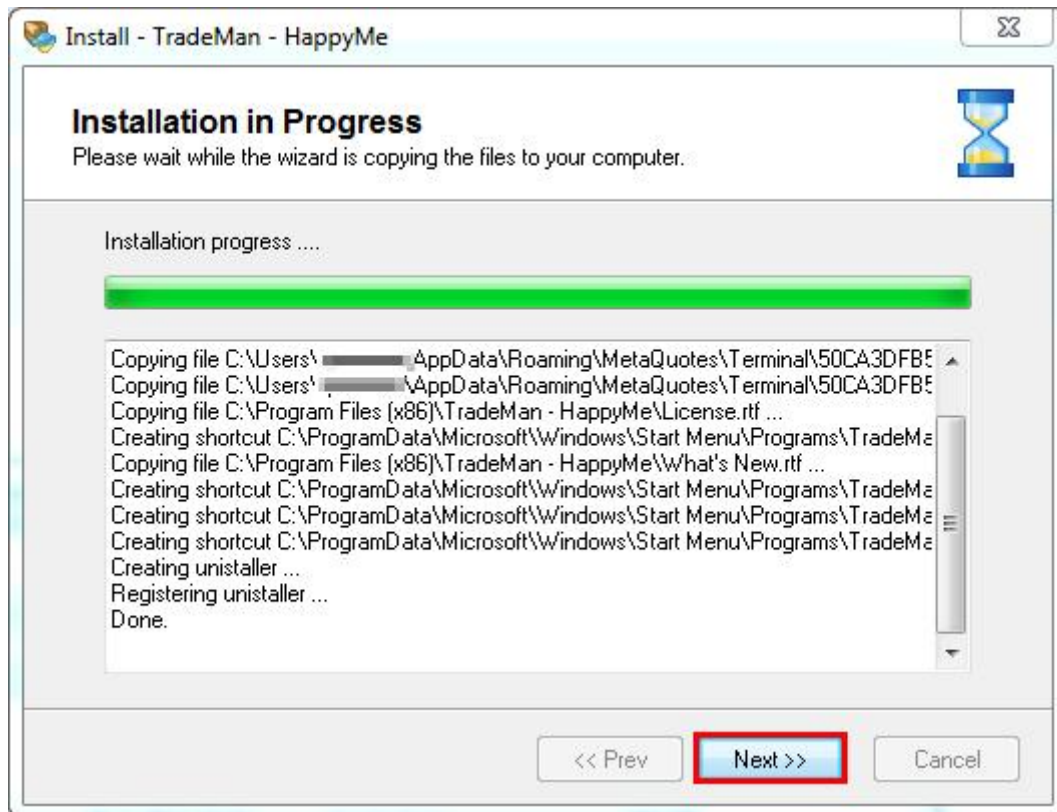 Install - TradeMan - HappyMe
Installation in Progress
Please wait while the wizard is copying the files to your computer.
Installation progress ....
Copying file C:\Users\ AppData\Roaming\MetaQuotes\Terminal\50CA3DFB5
Copying file C:\Users\ \AppData\Roaming\MetaQuotes\Terminal\50CA3DFB5
Copying file C:\Program Files (x86)\TradeMan - HappyMe\License.rtf ...
Creating shortcut C:\ProgramData\Microsoft\Windows\Start Menu\Programs\TradeMa
Copying file C:\Program Files (x86)\TradeMan - HappyMe\What's New.rtf ...
Creating shortcut C:\ProgramData\Microsoft\Windows\Start Menu\Programs\TradeMa
Creating shortcut C:\ProgramData\Microsoft\Windows\Start Menu\Programs\TradeMa
Creating shortcut C:\ProgramData\Microsoft\Windows\Start Menu\Programs\TradeMa
Creating unistaller ...
Registering unistaller ...
Done.
<< Prev Next >> Cancel